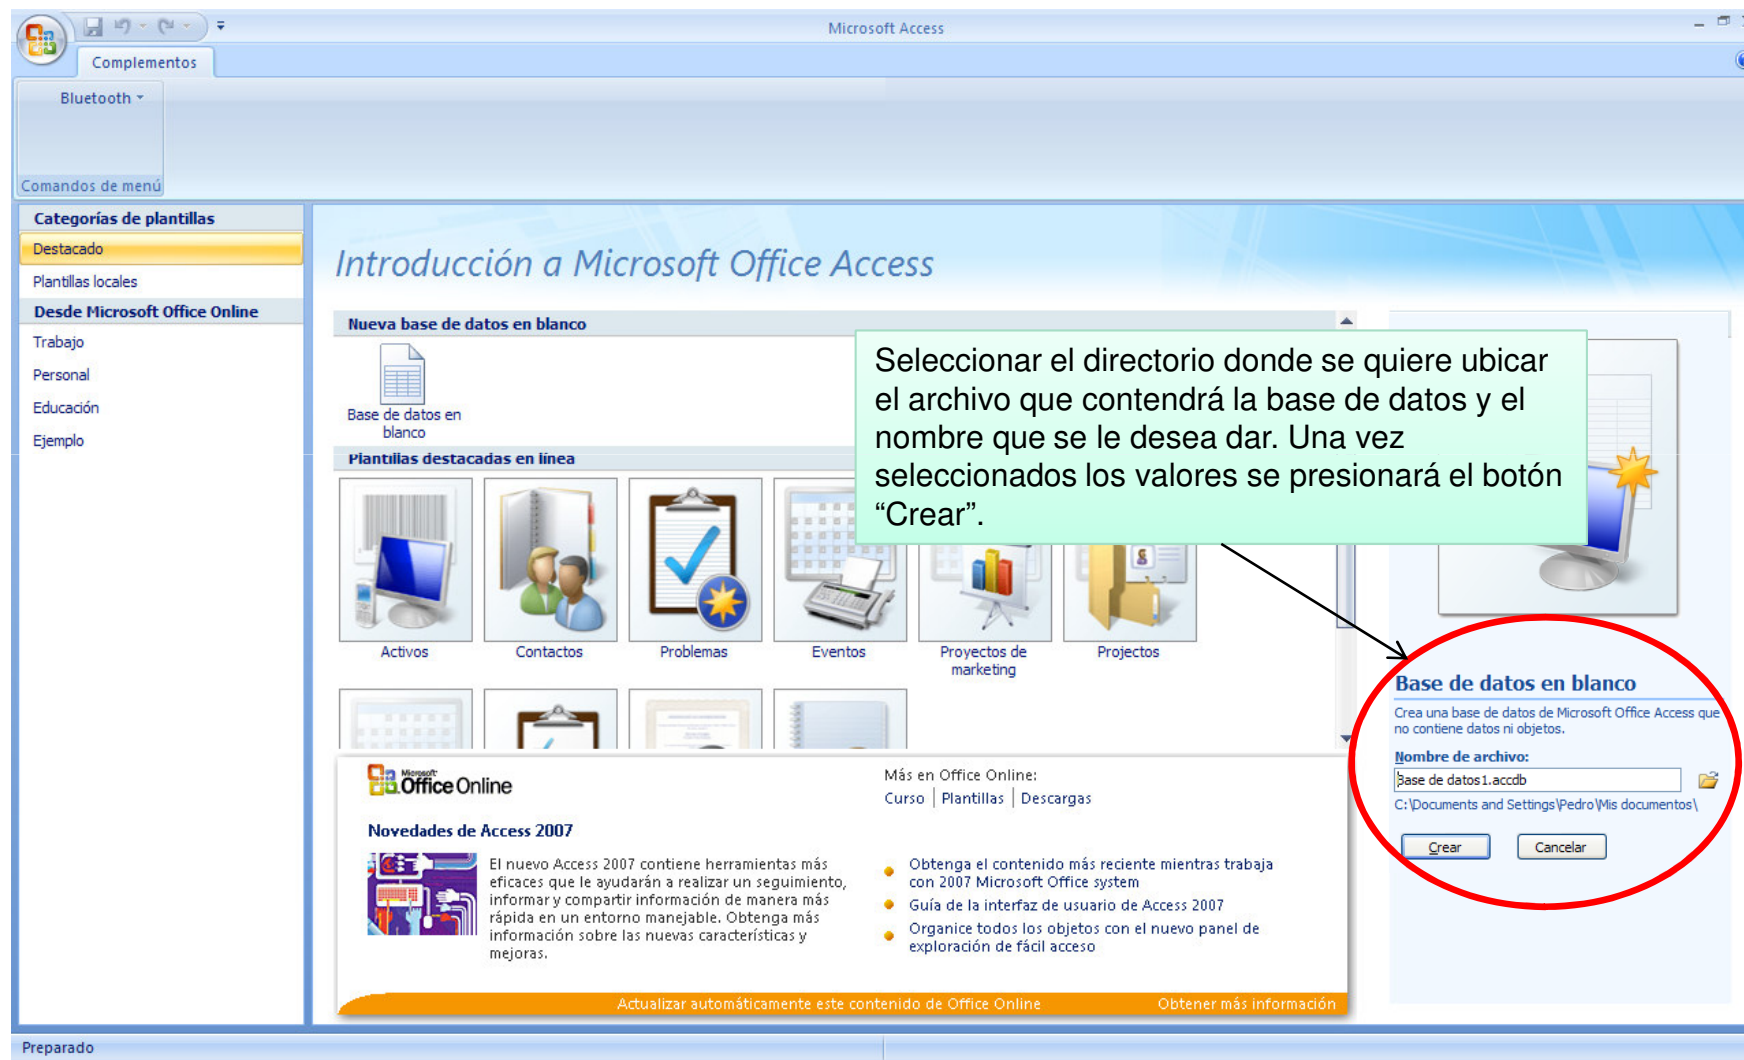 Microsoft Access
Complementos
Bluetooth
Comandos de menú
Categorías de plantillas
Destacado
Plantillas locales
Desde Microsoft Office Online
Trabajo
Personal
Educación
Ejemplo
Introducción a Microsoft Office Access
Nueva base de datos en blanco
Base de datos en
blanco
Seleccionar el directorio donde se quiere ubicar
el archivo que contendrá la base de datos y el
nombre que se le desea dar. Una vez
seleccionados los valores se presionará el botón
“Crear”.
Plantillas destacadas en línea
Activos
Contactos
Problemas
Eventos
Proyectos de
marketing
Projectos
Base de datos en blanco
Crea una base de datos de Microsoft Office Access que
no contiene datos ni objetos.
Nombre de archivo:
Base de datos1.accdb
C:\Documents and Settings\Pedro\Mis documentos\
Crear
Cancelar
Microsoft
Office Online
Más en Office Online:
Curso | Plantillas | Descargas
Novedades de Access 2007
El nuevo Access 2007 contiene herramientas más
eficaces que le ayudarán a realizar un seguimiento,
informar y compartir información de manera más
rápida en un entorno manejable. Obtenga más
información sobre las nuevas características y
mejoras.
Obtenga el contenido más reciente mientras trabaja
con 2007 Microsoft Office system
Guía de la interfaz de usuario de Access 2007
Organice todos los objetos con el nuevo panel de
exploración de fácil acceso
Actualizar automáticamente este contenido de Office Online
Obtener más información
Preparado